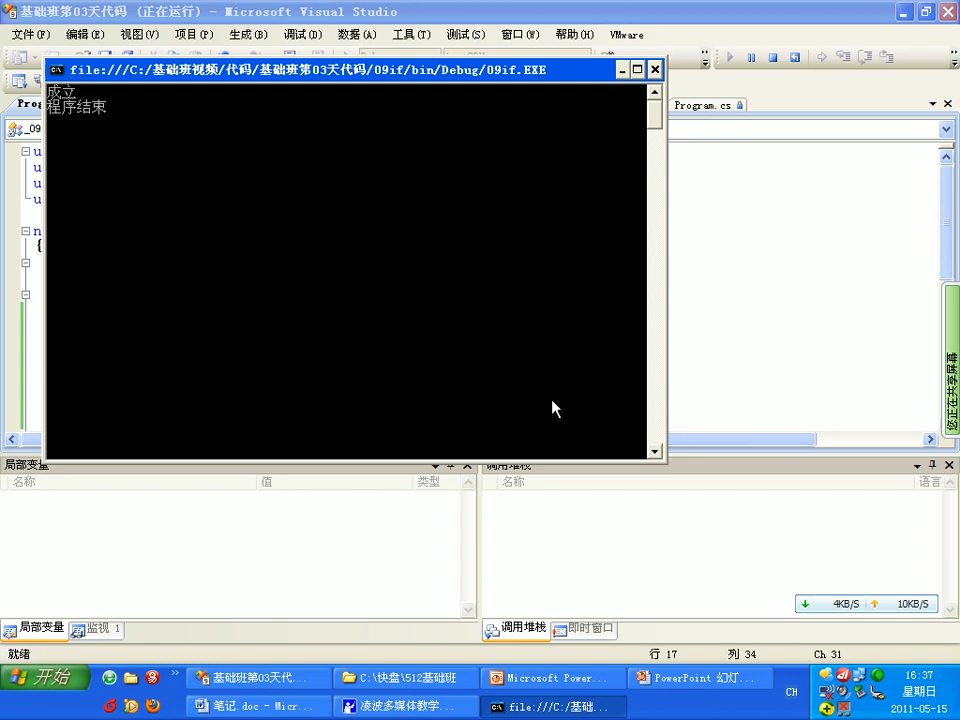 基础班第03天代码 (正在运行) - Microsoft Visual Studio
文件(F) 编辑(E) 视图(V) 项目(P) 生成(B) 调试(D) 数据(A) 工具(T) 测试(S) 窗口(W) 帮助(H) VMware
file:///C:/基础班视频/代码/基础班第03天代码/09if/bin/Debug/09if.EXE
成立
程序结束
Prog
Program.cs
_09
u
u
u
u
n
{
您正在共享屏幕
局部变量
名称 值 类型
调用堆栈
名称 语言
4KB/S 10KB/S
局部变量 监视 1
调用堆栈 即时窗口
就绪 行 17 列 34 Ch 31
开始
基础班第03天代...
C:\快盘\512基础班
Microsoft Power...
PowerPoint 幻灯...
笔记.doc - Micr...
凌波多媒体教学...
file:///C:/基础...
CH
16:37
星期日
2011-05-15